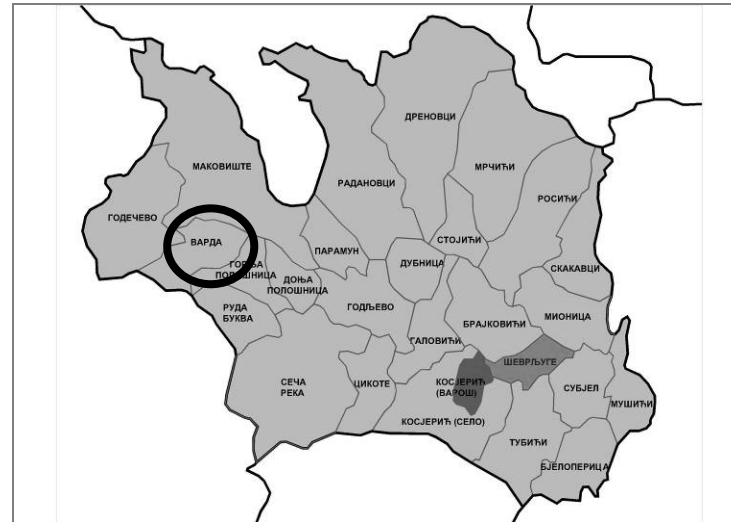 ДРЕНОВЦИ
МАКОВИШТЕ
МРЧИЋИ
РАДАНОВЦИ
РОСИЋИ
ГОДЕЧЕВО
ВАРДА
СТОЈИЋИ
ПАРАМУН
ДУБНИЦА
ГОРЊА
ПОЛОШНИЦА
СКАКАВЦИ
ДОЊА
ПОЛОШНИЦА
РУДА
БУКВА
ГОДЉЕВО
МИОНИЦА
БРАЈКОВИЋИ
ГАЛОВИЋИ
ШЕВРЉУГЕ
СЕЧА
РЕКА
ЦИКОТЕ
КОСЈЕРИЋ
(ВАРОШ)
СУБЈЕЛ
МУШИЋИ
КОСЈЕРИЋ (СЕЛО)
ТУБИЋИ
БЈЕЛОПЕРИЦА